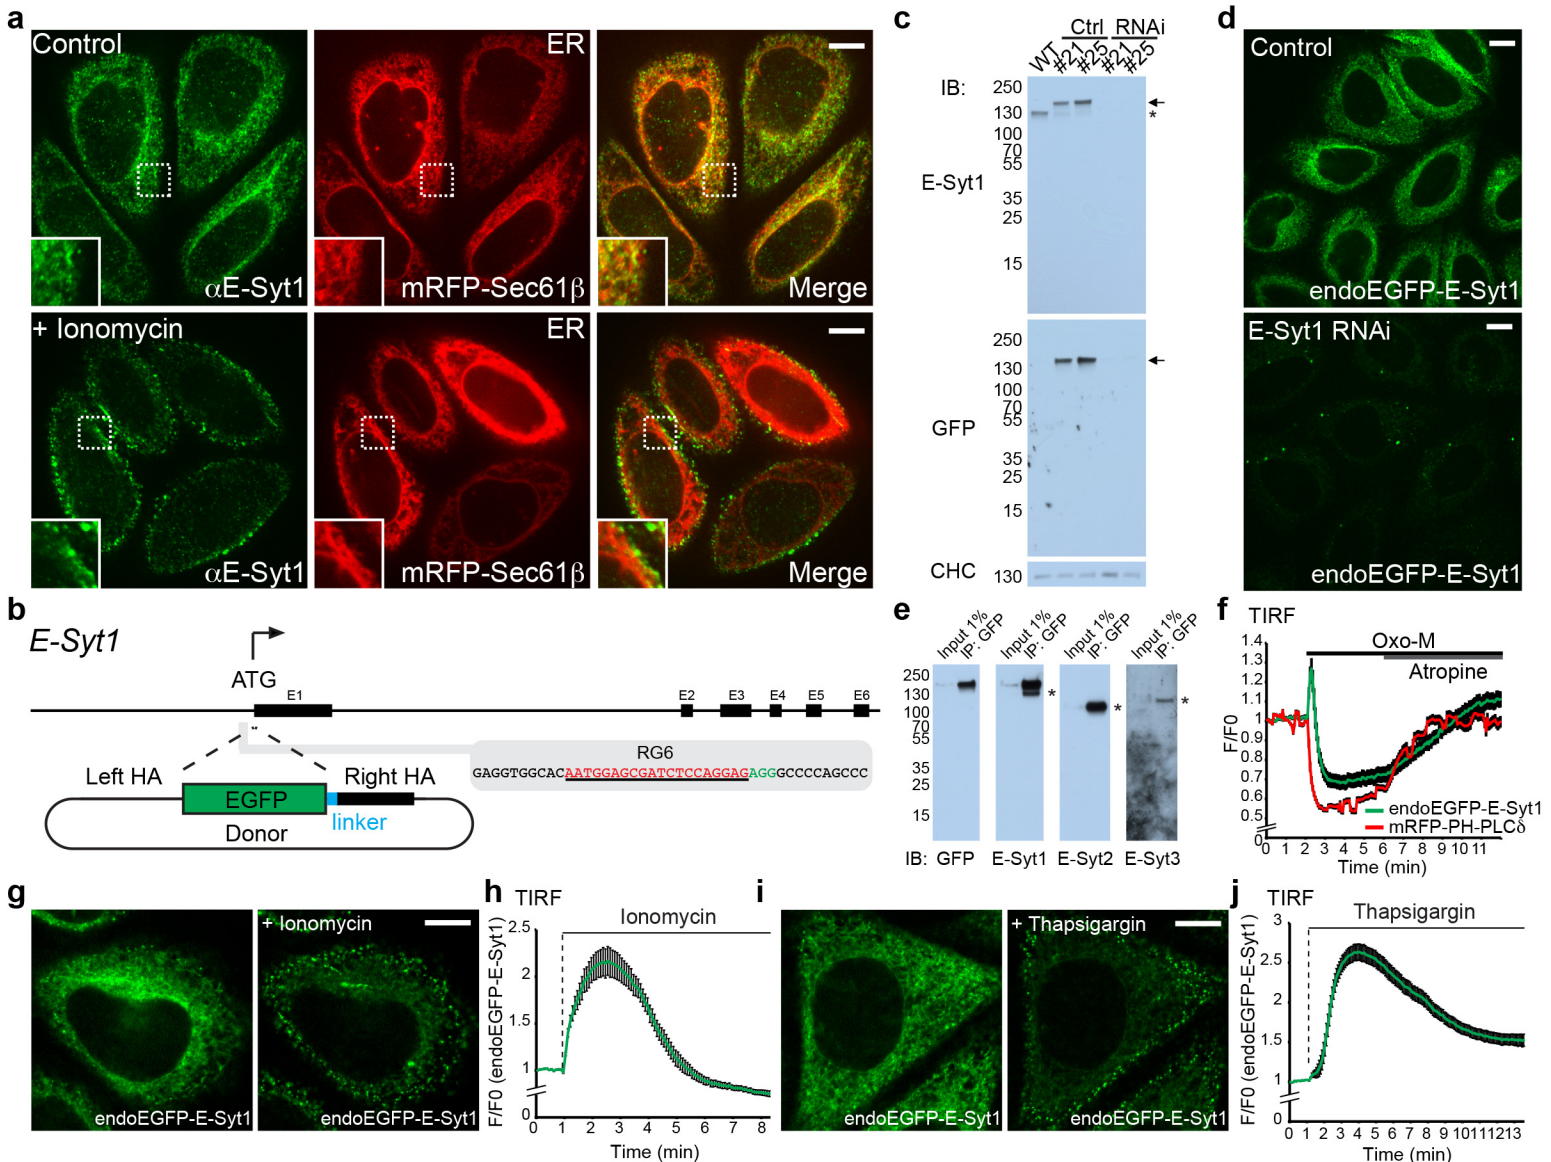 a
Control
ER
αE-Syt1
mRFP-Sec61β
Merge
+ Ionomycin
ER
αE-Syt1
mRFP-Sec61β
Merge
b
E-Syt1
ATG
E1
E2
E3
E4
E5
E6
RG6
GAGGTGGCACAATGGAGCGATCTCCAGGAGAGGGCCCCAGCCC
Left HA
Right HA
EGFP
linker
Donor
c
Ctrl
RNAi
WT
#21
#25
#21
#25
IB:
250
130
100
70
55
35
25
15
*
E-Syt1
250
130
100
70
55
35
25
15
GFP
CHC
130
d
Control
endoEGFP-E-Syt1
E-Syt1 RNAi
endoEGFP-E-Syt1
e
Input 1%
IP: GFP
Input 1%
IP: GFP
Input 1%
IP: GFP
Input 1%
IP: GFP
250
130
100
70
55
35
25
15
*
*
*
IB:
GFP
E-Syt1
E-Syt2
E-Syt3
f
TIRF
Oxo-M
Atropine
1.4
1.3
1.2
1.1
1
0.9
0.8
0.7
0.6
0.5
0
F/F0
endoEGFP-E-Syt1
mRFP-PH-PLCδ
0 1 2 3 4 5 6 7 8 9 10 11
Time (min)
g
endoEGFP-E-Syt1
+ Ionomycin
endoEGFP-E-Syt1
h
TIRF
Ionomycin
2.5
2
1.5
1
0
F/F0 (endoEGFP-E-Syt1)
0 1 2 3 4 5 6 7 8
Time (min)
i
endoEGFP-E-Syt1
+ Thapsigargin
endoEGFP-E-Syt1
j
TIRF
Thapsigargin
3
2.5
2
1.5
1
0
F/F0 (endoEGFP-E-Syt1)
0 1 2 3 4 5 6 7 8 9 10 11 12 13
Time (min)